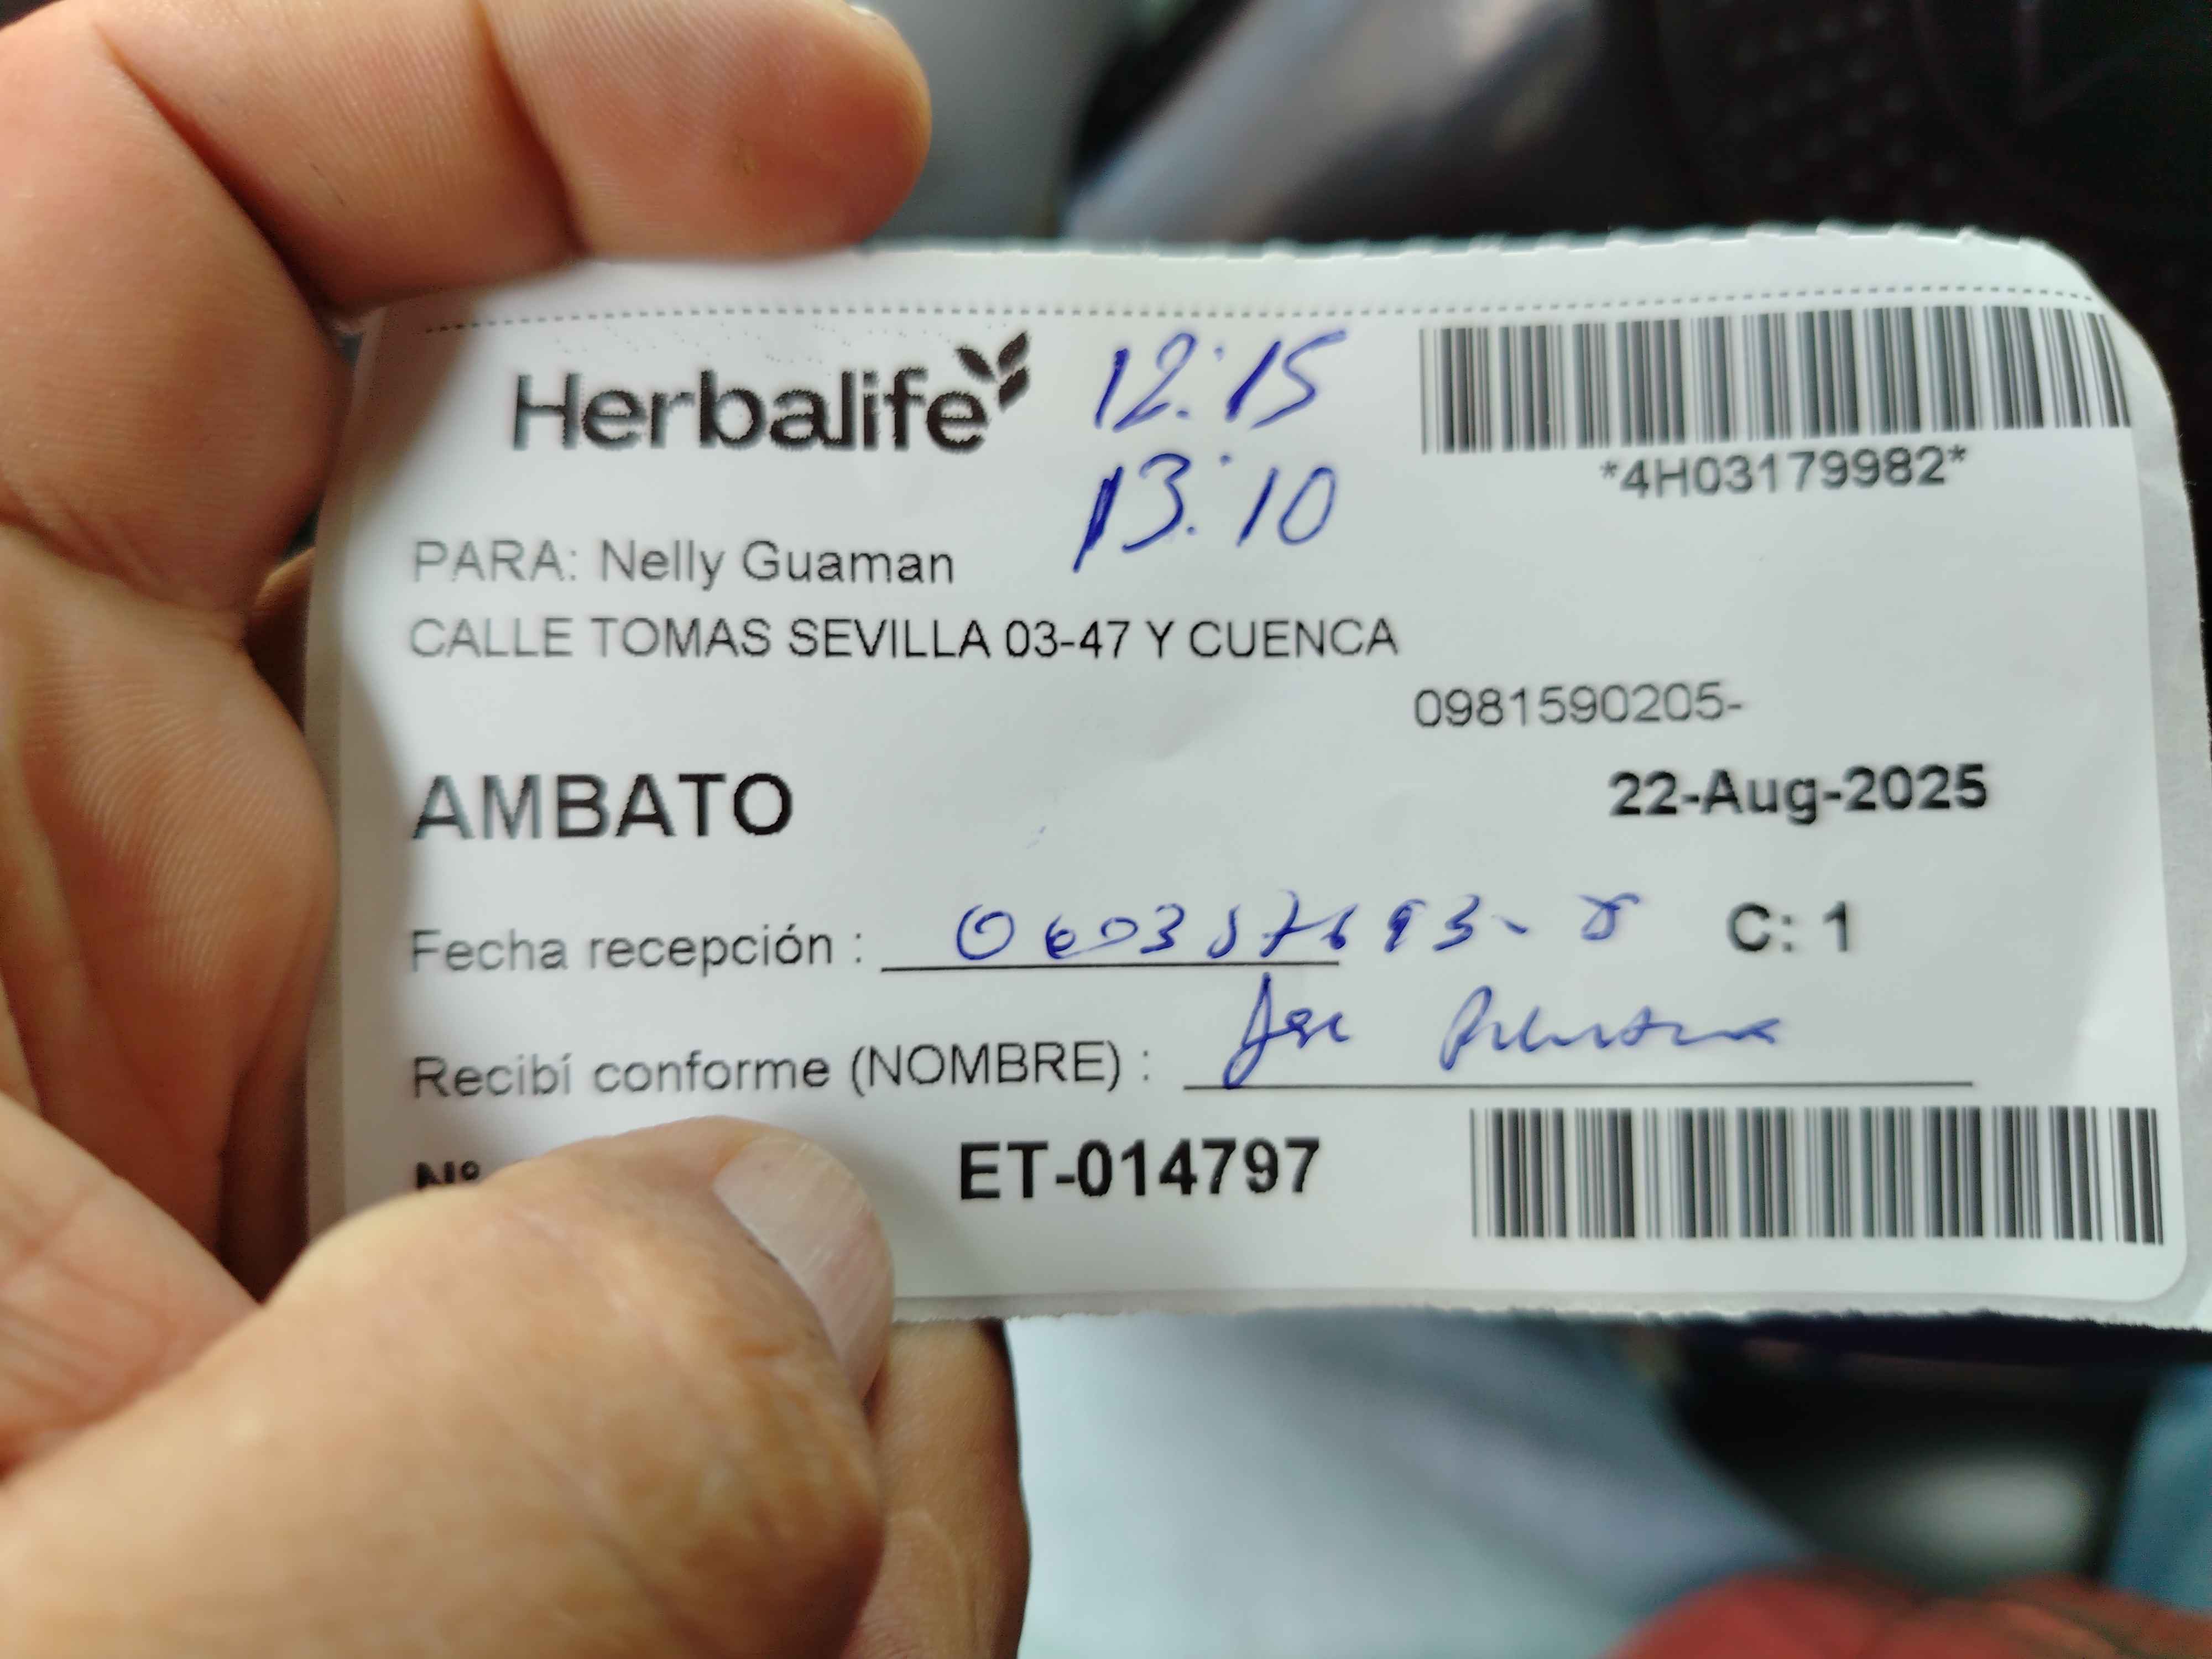 Herbalife
12:15
13:10
*4H03179982*
PARA: Nelly Guaman
CALLE TOMAS SEVILLA 03-47 Y CUENCA
0981590205-
AMBATO
22-Aug-2025
Fecha recepción :
C: 1
Recibí conforme (NOMBRE) :
Nº
ET-014797